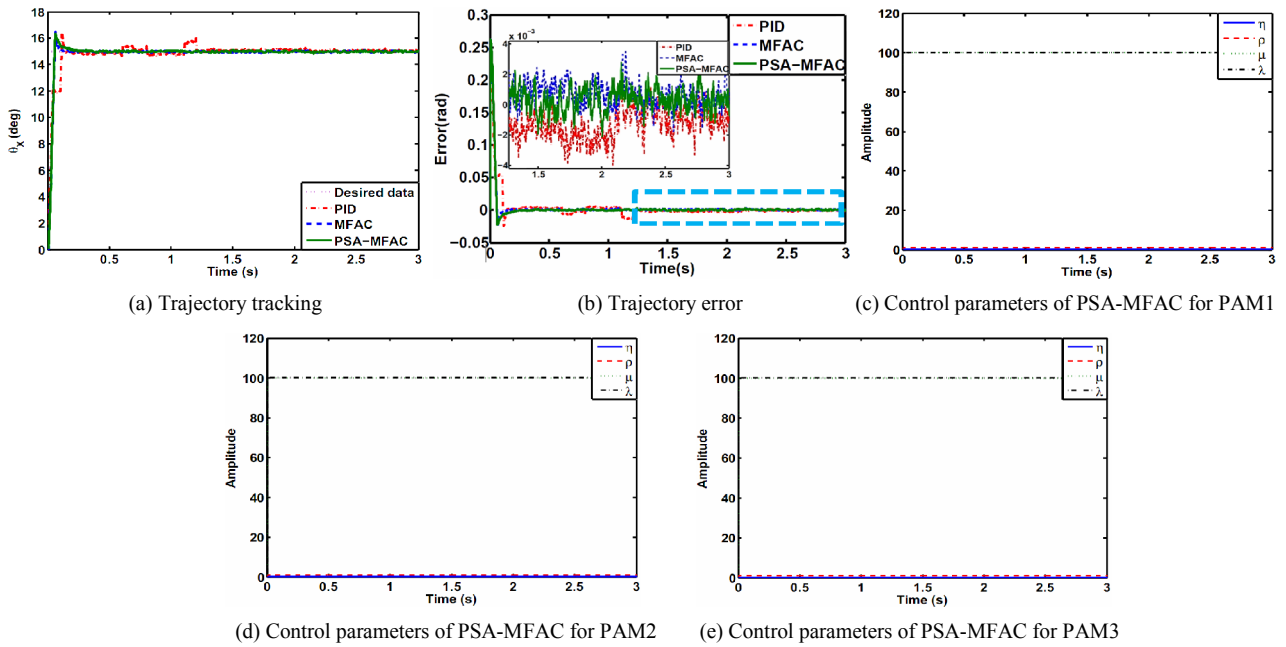 16
14
12
10
8
6
4
2
0
θx(deg)
0.5
1
1.5
2
2.5
3
Time (s)
Desired data
PID
MFAC
PSA−MFAC
(a) Trajectory tracking
0.3
0.25
0.2
0.15
0.1
0.05
0
−0.05
Error(rad)
0.5
1
1.5
2
2.5
3
Time(s)
PID
MFAC
PSA−MFAC
x 10⁻³
4
2
0
−2
−4
1.5
2
2.5
3
PID
MFAC
PSA−MFAC
(b) Trajectory error
120
100
80
60
40
20
0
Amplitude
0
0.5
1
1.5
2
2.5
3
Time (s)
η
ρ
μ
λ
(c) Control parameters of PSA-MFAC for PAM1
120
100
80
60
40
20
0
Amplitude
0
0.5
1
1.5
2
2.5
3
Time (s)
η
ρ
μ
λ
(d) Control parameters of PSA-MFAC for PAM2
120
100
80
60
40
20
0
Amplitude
0
0.5
1
1.5
2
2.5
3
Time (s)
η
ρ
μ
λ
(e) Control parameters of PSA-MFAC for PAM3